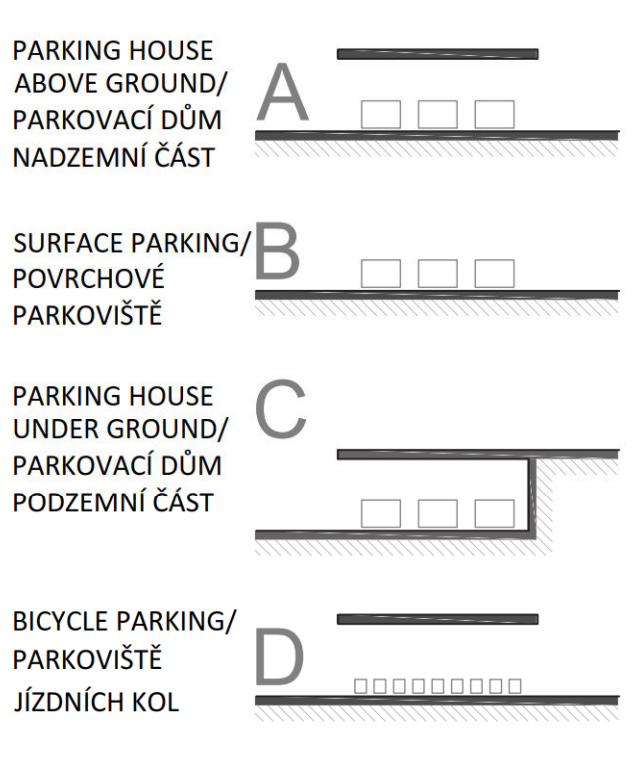 PARKING HOUSE
ABOVE GROUND/
PARKOVACÍ DŮM
NADZEMNÍ ČÁST
A
SURFACE PARKING/
POVRCHOVÉ
PARKOVIŠTĚ
B
PARKING HOUSE
UNDER GROUND/
PARKOVACÍ DŮM
PODZEMNÍ ČÁST
C
BICYCLE PARKING/
PARKOVIŠTĚ
JÍZDNÍCH KOL
D